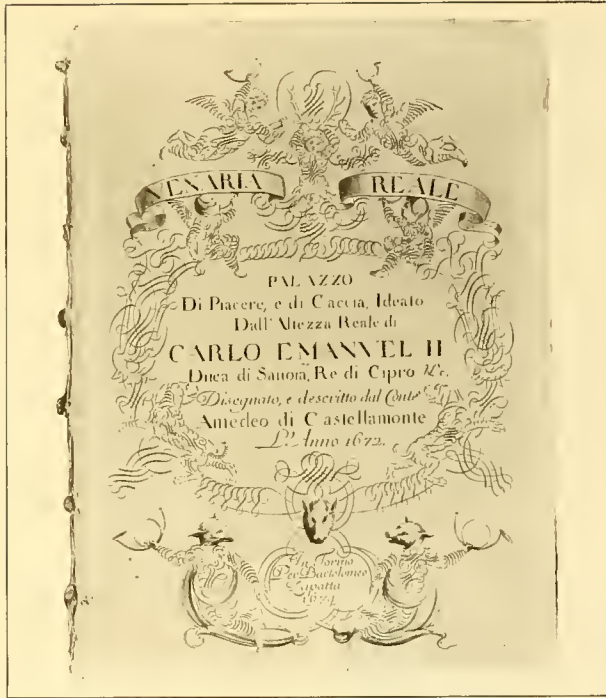 VENARIA REALE
PALAZZO
Di Piacere, e di Caccia, Ideato
Dall' Altezza Reale di
CARLO EMANVEL II
Duca di Sauoia, Re di Cipro &c.
Disegnato, e descritto dal Conte
Amedeo di Castellamonte
L'Anno 1672.
In Torino
Per Bartolomeo
Zapatta
1674